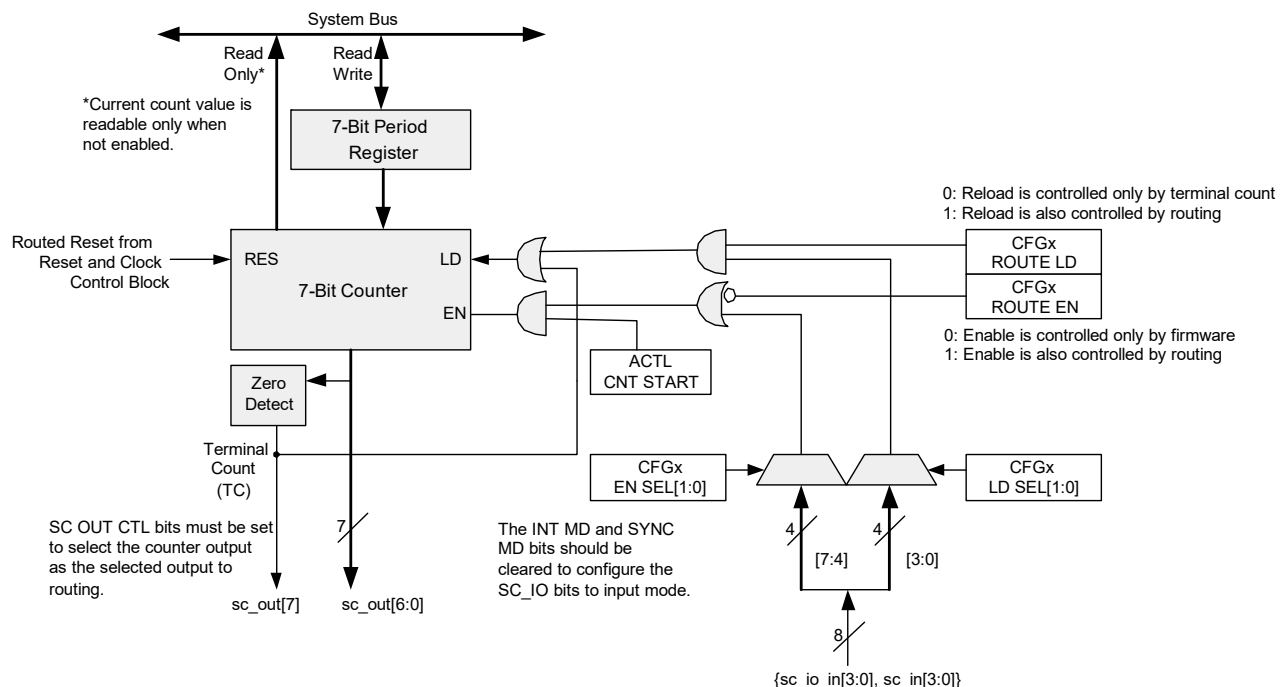 System Bus
Read
Only*
Read
Write
*Current count value is
readable only when
not enabled.
7-Bit Period
Register
0: Reload is controlled only by terminal count
1: Reload is also controlled by routing
Routed Reset from
Reset and Clock
Control Block
RES
LD
7-Bit Counter
EN
CFGx
ROUTE LD
CFGx
ROUTE EN
0: Enable is controlled only by firmware
1: Enable is also controlled by routing
ACTL
CNT START
Zero
Detect
Terminal
Count
(TC)
CFGx
EN SEL[1:0]
CFGx
LD SEL[1:0]
SC OUT CTL bits must be set
to select the counter output
as the selected output to
routing.
7
The INT MD and SYNC
MD bits should be
cleared to configure the
SC_IO bits to input mode.
4
4
[7:4]
[3:0]
sc_out[7]
sc_out[6:0]
8
{sc_io_in[3:0], sc_in[3:0]}